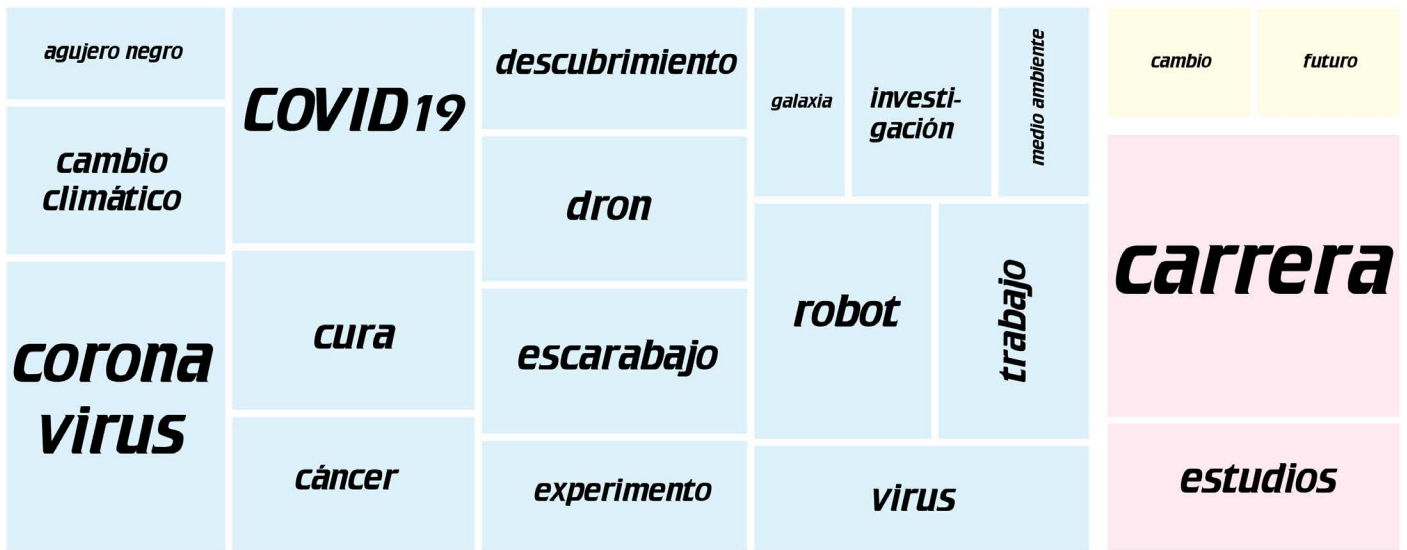 agujero negro
cambio
climático
corona
virus
COVID19
cura
cáncer
descubrimiento
dron
escarabajo
experimento
galaxia
investi-
gación
medio ambiente
robot
trabajo
virus
cambio
futuro
carrera
estudios